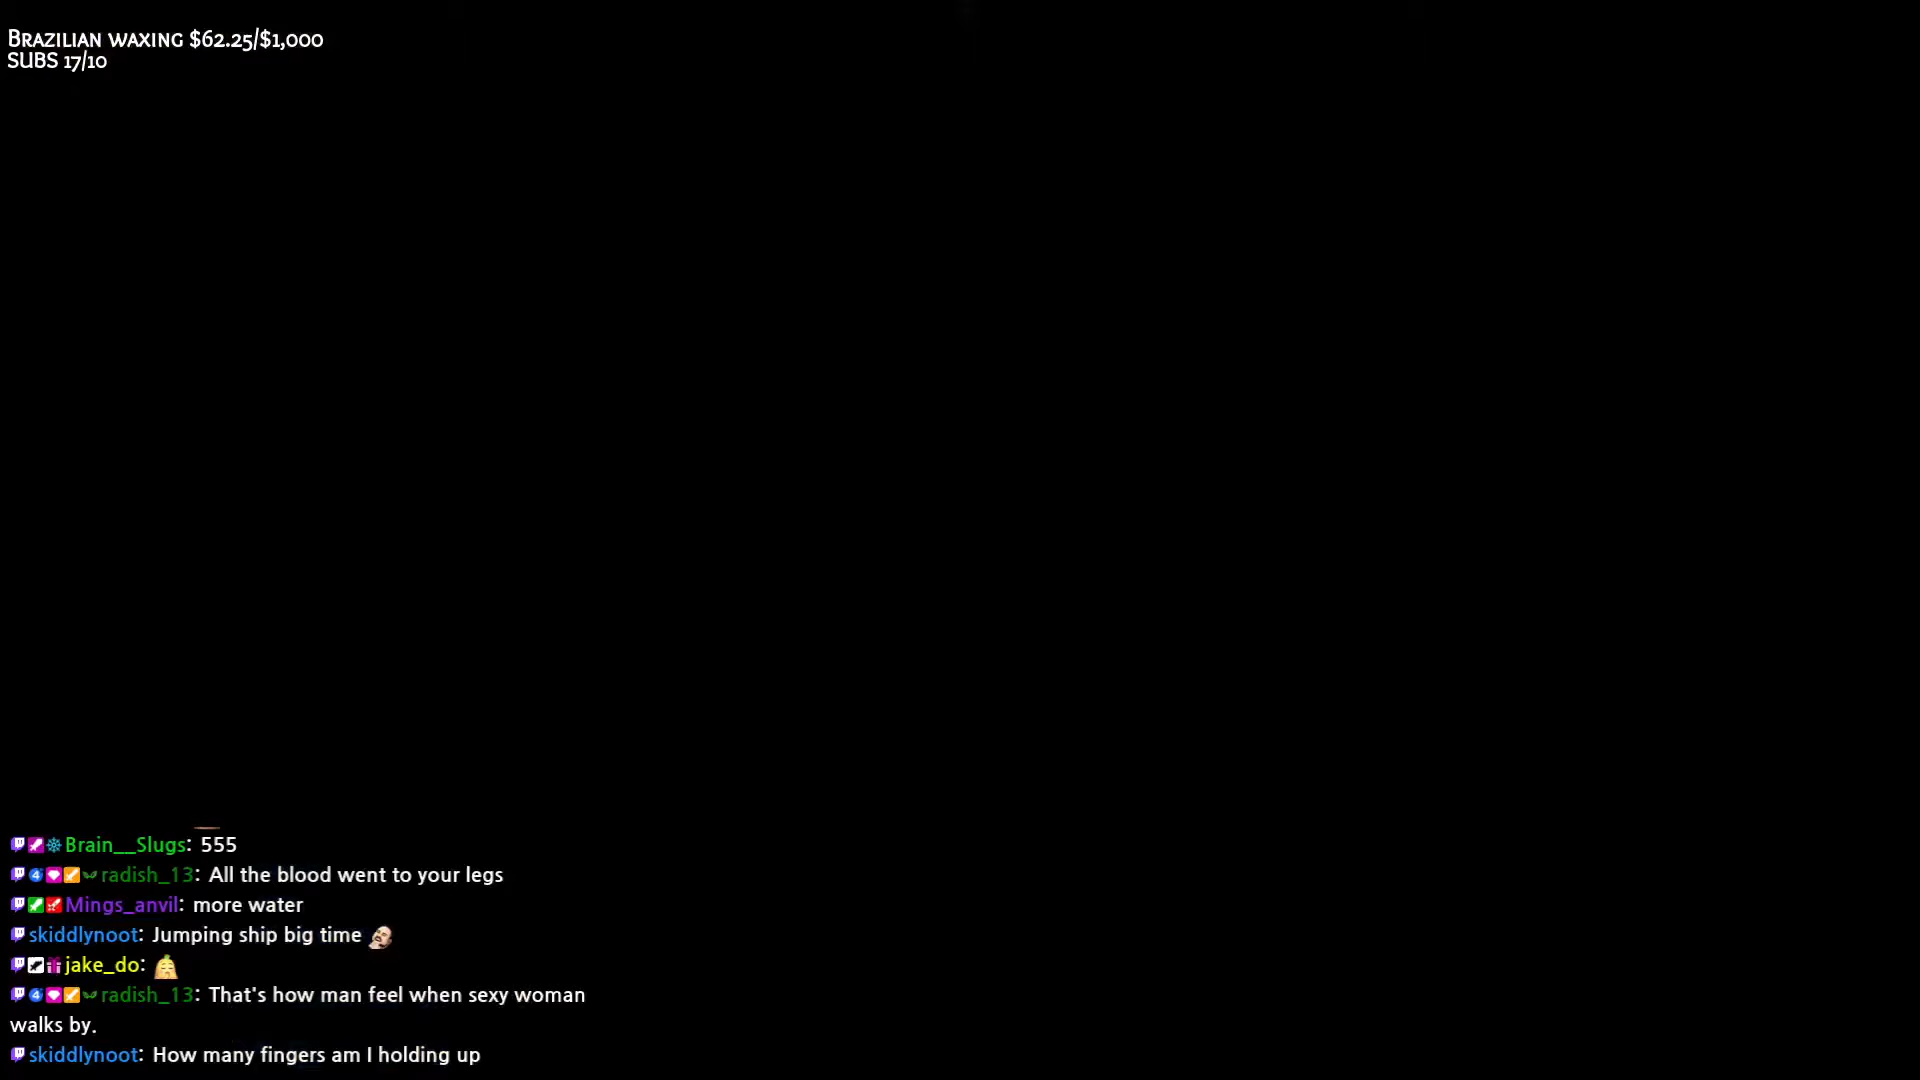 BRAZILIAN WAXING $62.25/$1,000
SUBS 17/10
Brain__Slugs: 555
radish_13: All the blood went to your legs
Mings_anvil: more water
skiddlynoot: Jumping ship big time
jake_do:
radish_13: That's how man feel when sexy woman
walks by.
skiddlynoot: How many fingers am I holding up